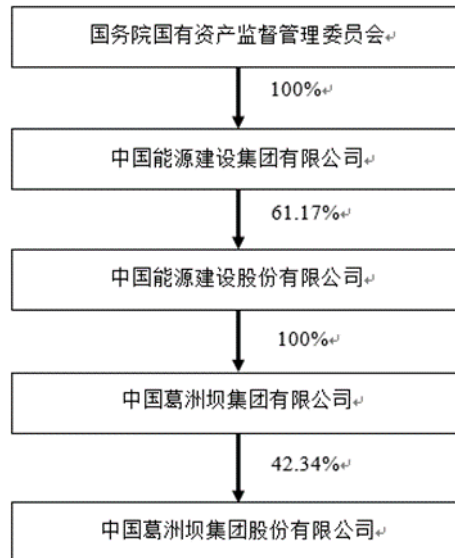 国务院国有资产监督管理委员会
100%
中国能源建设集团有限公司
61.17%
中国能源建设股份有限公司
100%
中国葛洲坝集团有限公司
42.34%
中国葛洲坝集团股份有限公司